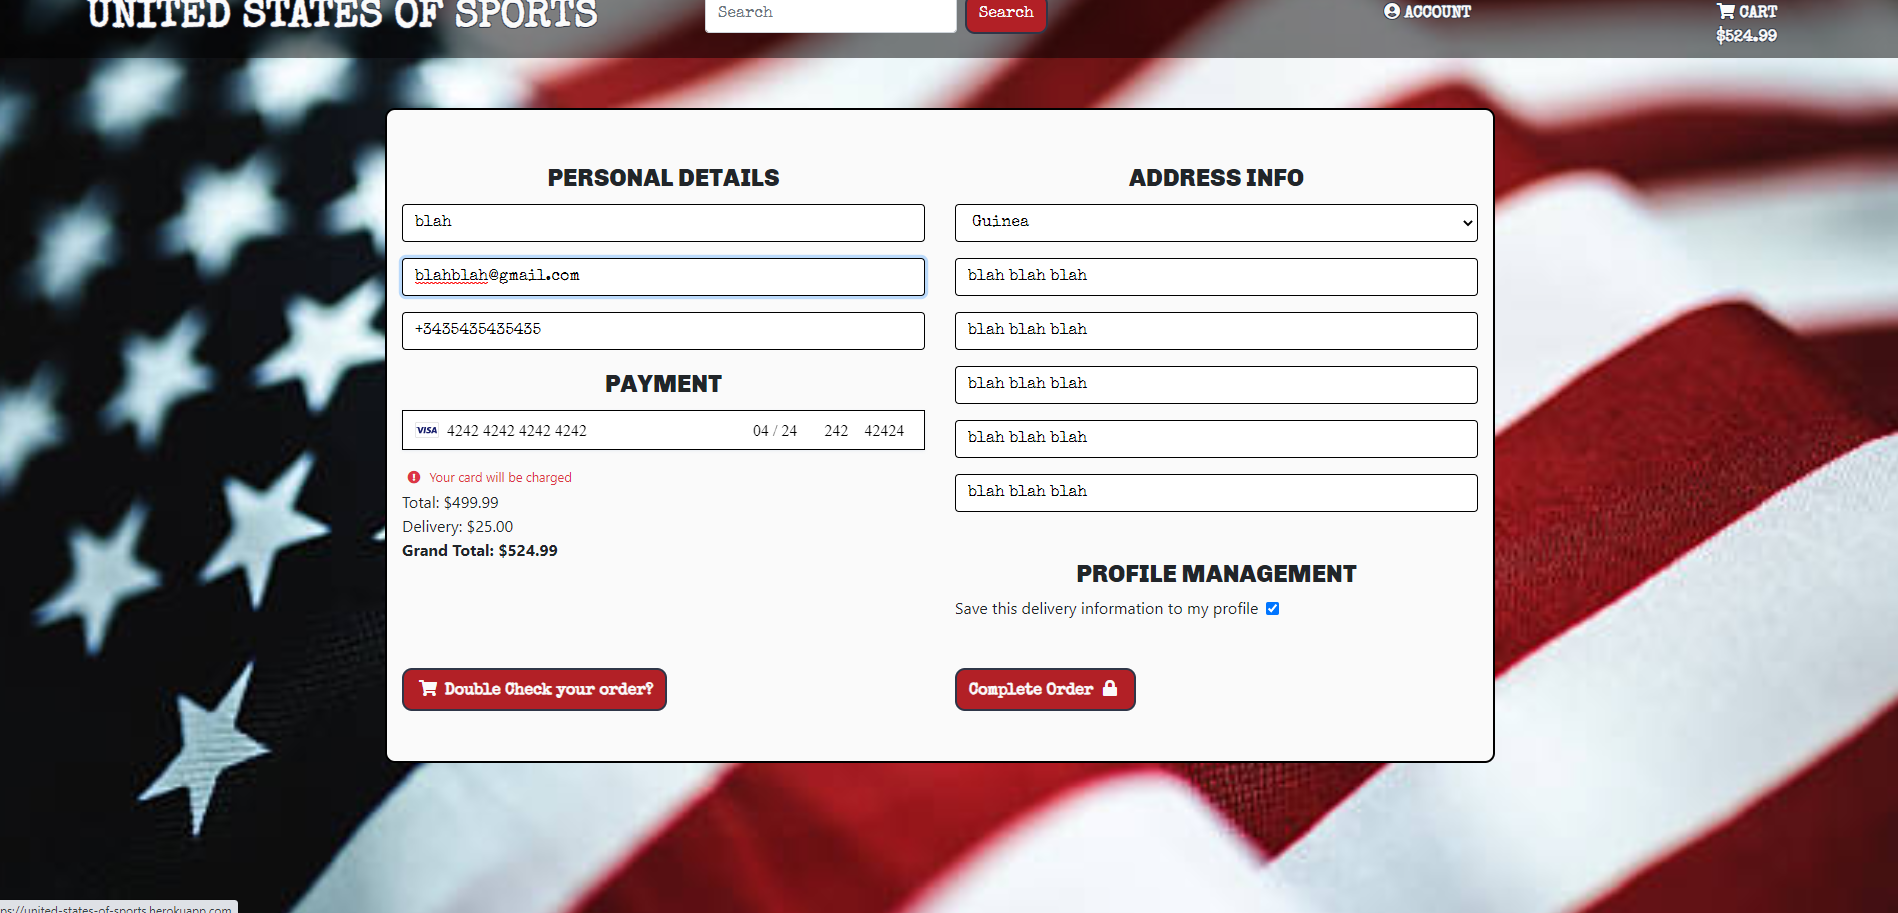 UNITED STATES OF SPORTS
Search
Search
ACCOUNT
CART
$524.99
PERSONAL DETAILS
blah
blahblah@gmail.com
+3435435435435
PAYMENT
VISA 4242 4242 4242 4242 04 / 24 242 42424
Your card will be charged
Total: $499.99
Delivery: $25.00
Grand Total: $524.99
Double Check your order?
ADDRESS INFO
Guinea
blah blah blah
blah blah blah
blah blah blah
blah blah blah
blah blah blah
PROFILE MANAGEMENT
Save this delivery information to my profile
Complete Order
ps://united-states-of-sports.herokuapp.com